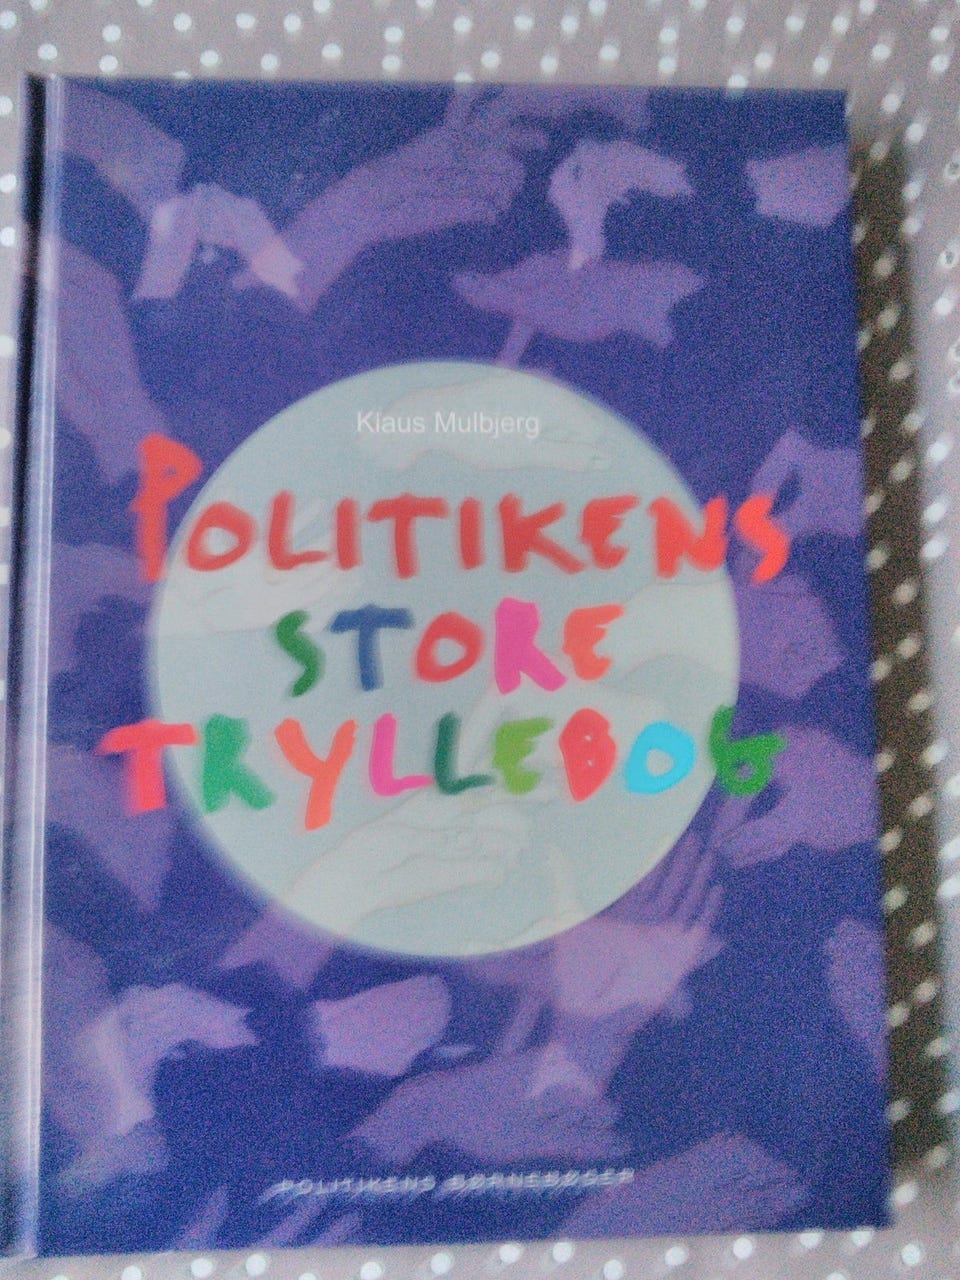 Klaus Mulbjerg
POLITIKENS
STORE
TRYLLEBOG
POLITIKENS BØRNEBØGER